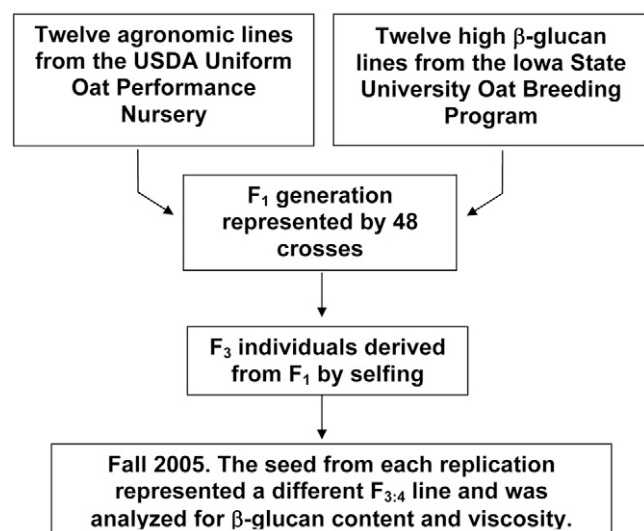 Twelve agronomic lines
from the USDA Uniform
Oat Performance
Nursery
Twelve high β-glucan
lines from the Iowa State
University Oat Breeding
Program
F₁ generation
represented by 48
crosses
F₃ individuals derived
from F₁ by selfing
Fall 2005. The seed from each replication
represented a different F₃:₄ line and was
analyzed for β-glucan content and viscosity.